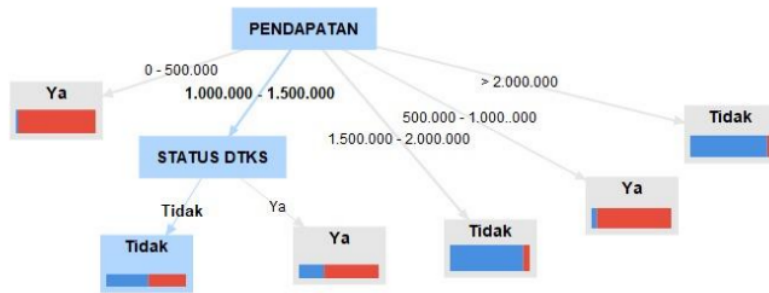 PENDAPATAN
0 - 500.000
> 2.000.000
Ya
1.000.000 - 1.500.000
500.000 - 1.000..000
Tidak
1.500.000 - 2.000.000
STATUS DTKS
Ya
Tidak
Ya
Tidak
Ya
Tidak